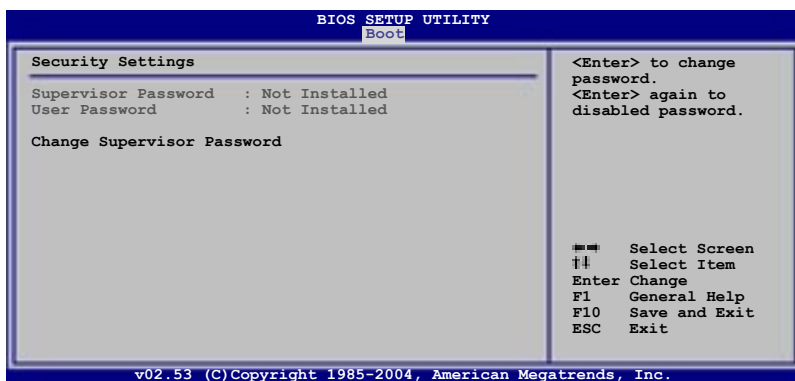 BIOS SETUP UTILITY
Boot
Security Settings
Supervisor Password : Not Installed
User Password : Not Installed
Change Supervisor Password
<Enter> to change
password.
<Enter> again to
disabled password.
←→ Select Screen
↑↓ Select Item
Enter Change
F1 General Help
F10 Save and Exit
ESC Exit
v02.53 (C)Copyright 1985-2004, American Megatrends, Inc.